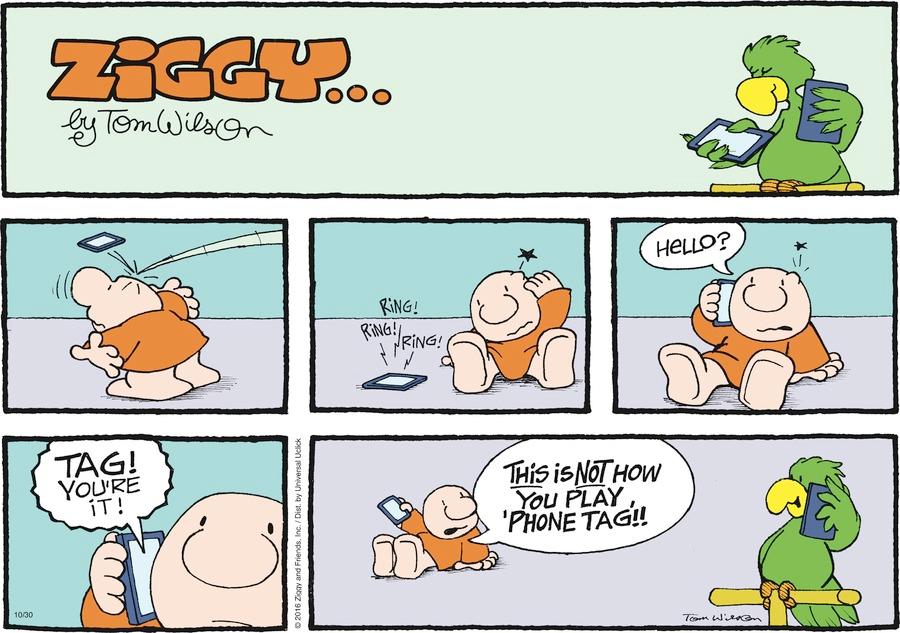 ZiGGY...
by Tom Wilson
RiNG!
RiNG!
RiNG!
HELLO?
TAG!
YOU'RE
iT!
10/30
© 2016 Ziggy and Friends, Inc. / Dist. by Universal Uclick
THiS iS NOT HOW
YOU PLAY,
'PHONE TAG'!!
Tom Wilson